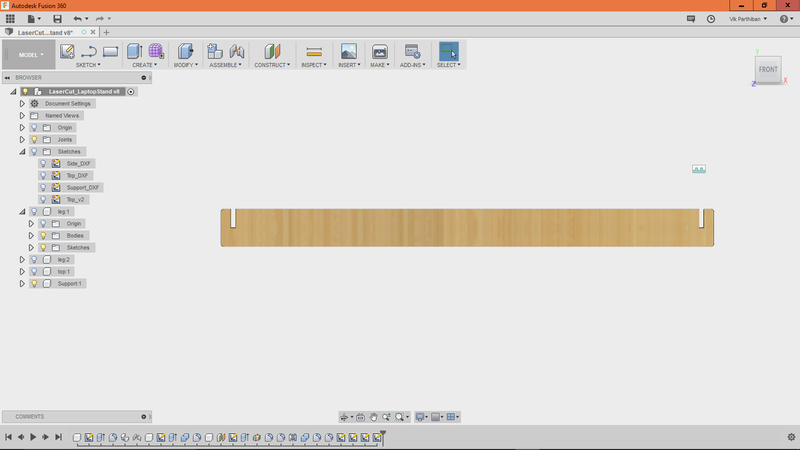 Autodesk Fusion 360
Vik Parthiban
LaserCut...tand v8*
MODEL
SKETCH
CREATE
MODIFY
ASSEMBLE
CONSTRUCT
INSPECT
INSERT
MAKE
ADD-INS
SELECT
Y
FRONT
X
Z
BROWSER
LaserCut_LaptopStand v8
Document Settings
Named Views
Origin
Joints
Sketches
Side_DXF
Top_DXF
Support_DXF
Top_v2
leg:1
Origin
Bodies
Sketches
leg:2
top:1
Support:1
COMMENTS